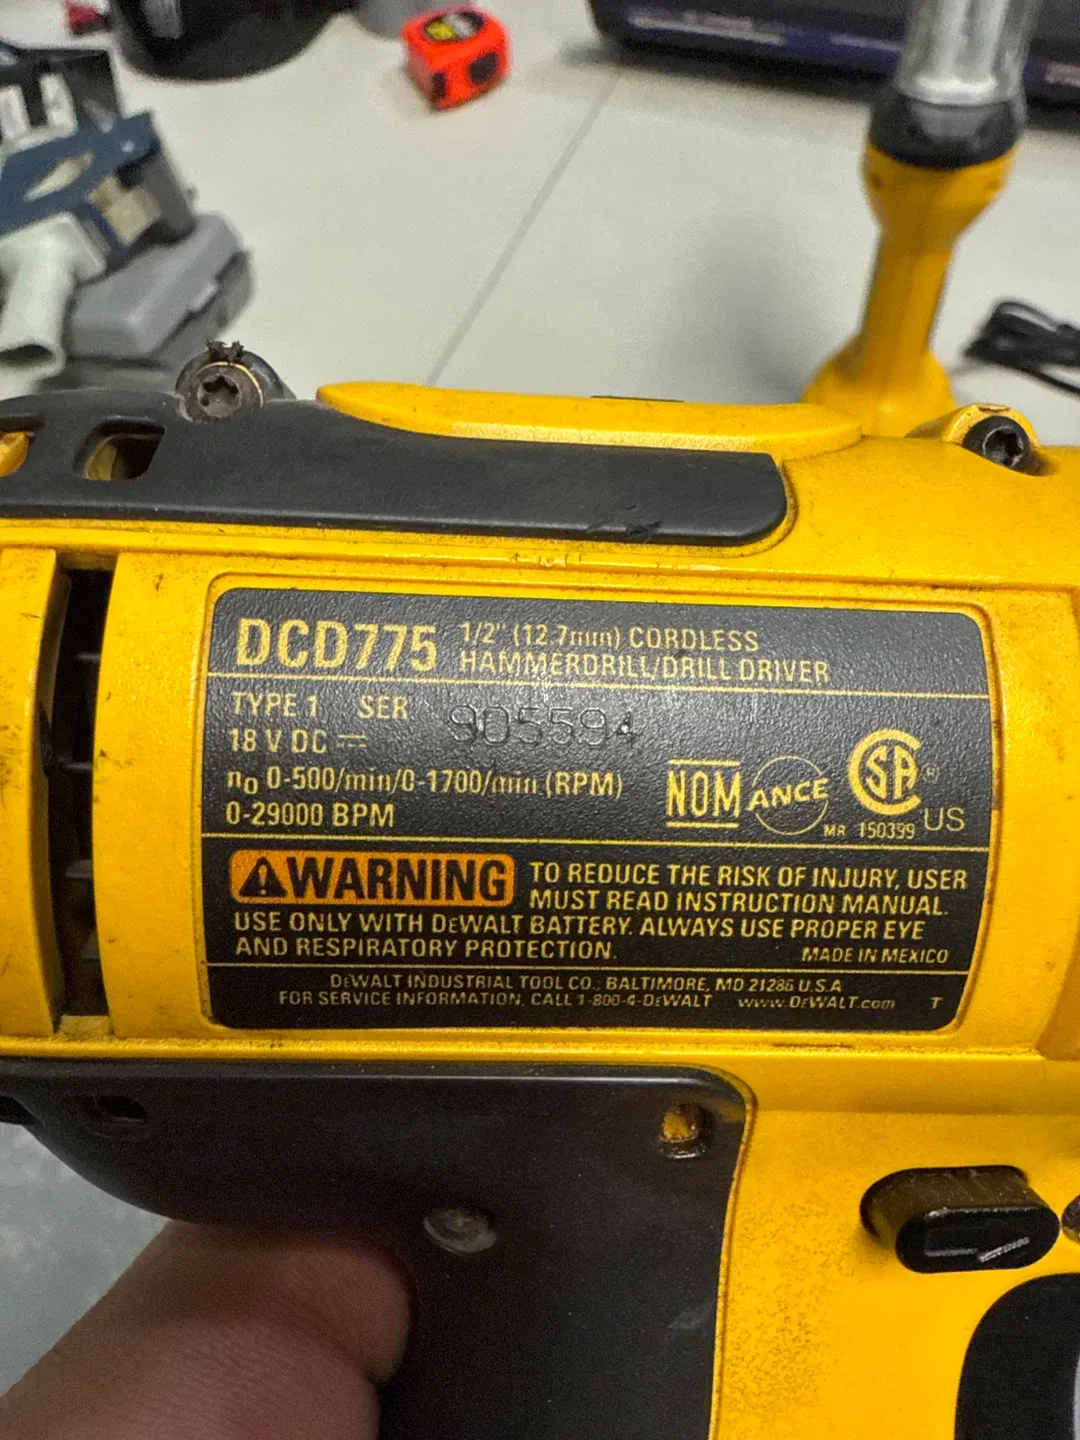 DCD775 1/2" (12.7mm) CORDLESS
HAMMERDRILL/DRILL DRIVER
TYPE 1 SER 905594
18 V DC
n0 0-500/min/0-1700/min (RPM)
0-29000 BPM
NOM ANCE SA ® US
MR 150399
WARNING TO REDUCE THE RISK OF INJURY, USER
MUST READ INSTRUCTION MANUAL.
USE ONLY WITH DEWALT BATTERY. ALWAYS USE PROPER EYE
AND RESPIRATORY PROTECTION. MADE IN MEXICO
DEWALT INDUSTRIAL TOOL CO., BALTIMORE, MD 21286 U.S.A
FOR SERVICE INFORMATION, CALL 1-800-4-DEWALT www.DEWALT.com T